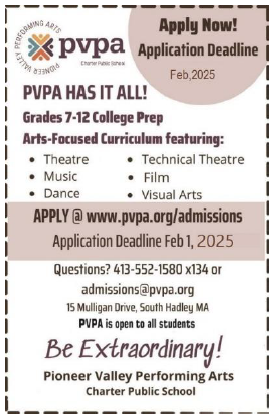 PIONEER VALLEY PERFORMING ARTS
pvpa
Charter Public School
Apply Now!
Application Deadline
Feb,2025
PVPA HAS IT ALL!
Grades 7-12 College Prep
Arts-Focused Curriculum featuring:
• Theatre
• Music
• Dance
• Technical Theatre
• Film
• Visual Arts
APPLY @ www.pvpa.org/admissions
Application Deadline Feb 1, 2025
Questions? 413-552-1580 x134 or
admissions@pvpa.org
15 Mulligan Drive, South Hadley MA
PVPA is open to all students
Be Extraordinary!
Pioneer Valley Performing Arts
Charter Public School